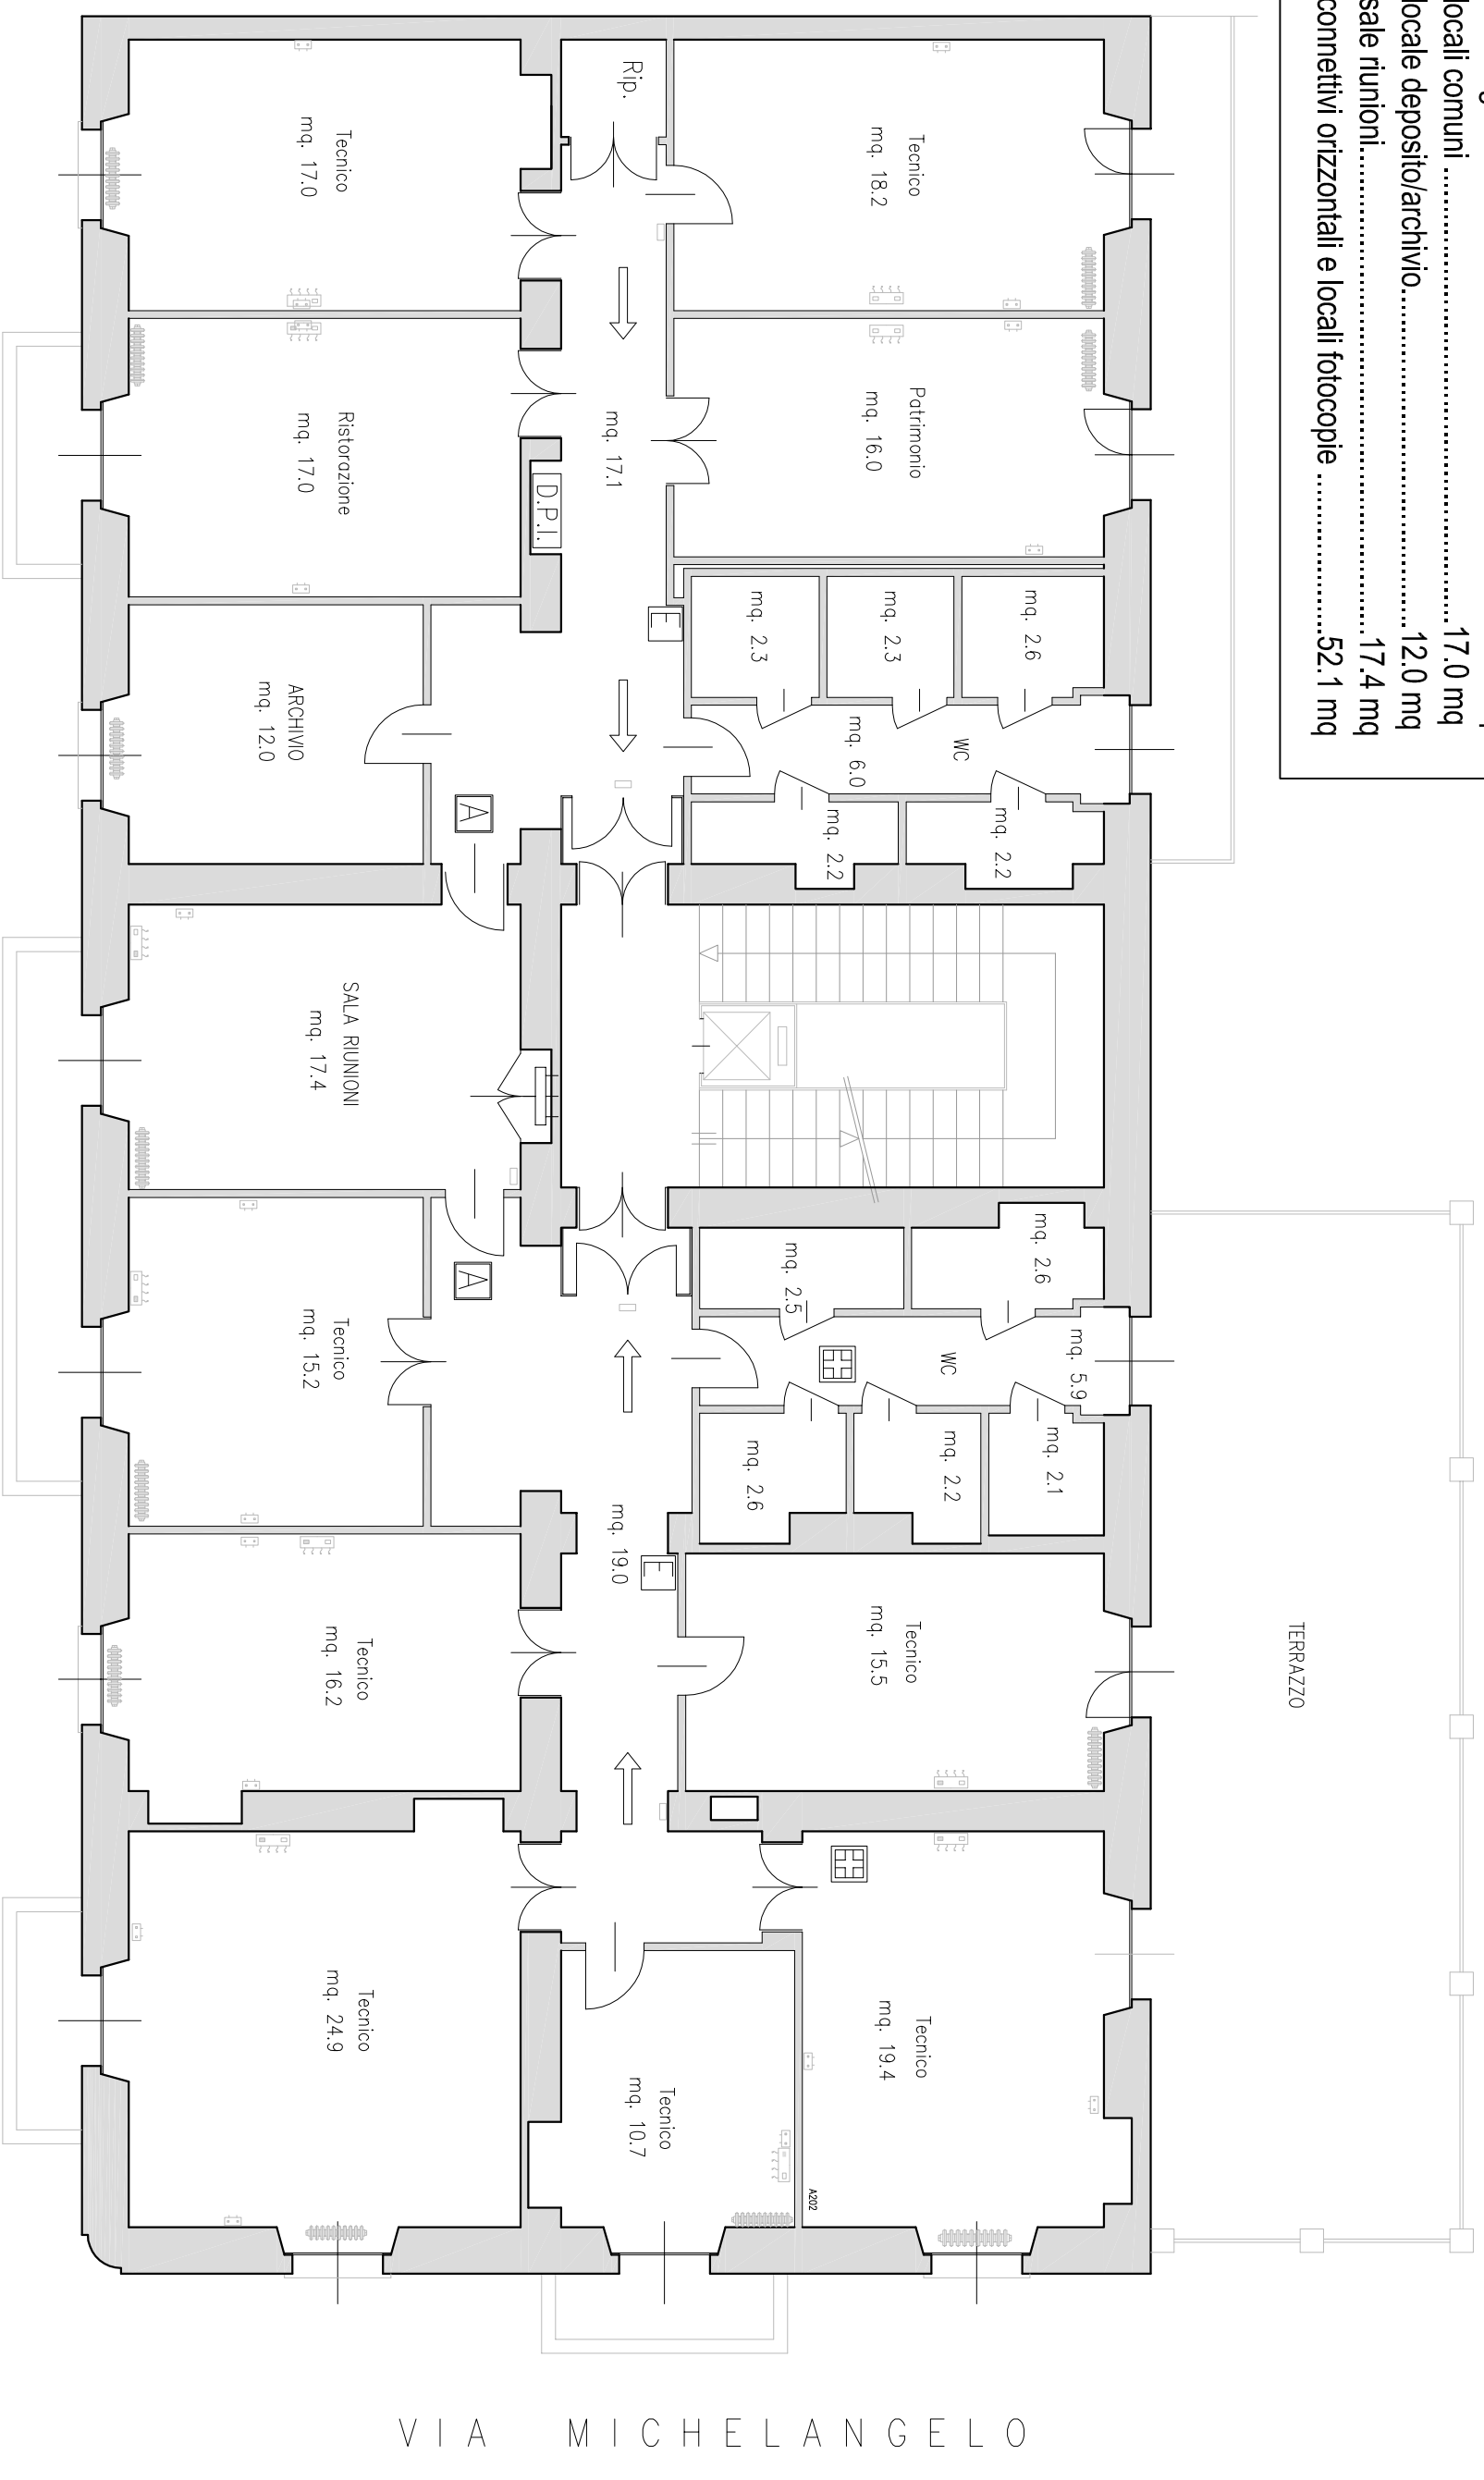 locali comuni ........................................................ 17.0 mq
locale deposito/archivio.......................................... 12.0 mq
sale riunioni............................................................ 17.4 mq
connettivi orizzontali e locali fotocopie ................... 52.1 mq
TERRAZZO
Tecnico
mq. 18.2
Patrimonio
mq. 16.0
mq. 2.6
mq. 2.3
mq. 2.3
WC
mq. 6.0
mq. 2.2
mq. 2.2
mq. 2.6
mq. 2.5
mq. 5.9
WC
mq. 2.1
mq. 2.2
mq. 2.6
Tecnico
mq. 15.5
Tecnico
mq. 19.4
A202
Rip.
mq. 17.1
E
D.P.I.
mq. 19.0
E
Tecnico
mq. 10.7
A
A
Tecnico
mq. 17.0
Ristorazione
mq. 17.0
ARCHIVIO
mq. 12.0
SALA RIUNIONI
mq. 17.4
Tecnico
mq. 15.2
Tecnico
mq. 16.2
Tecnico
mq. 24.9
VIA MICHELANGELO